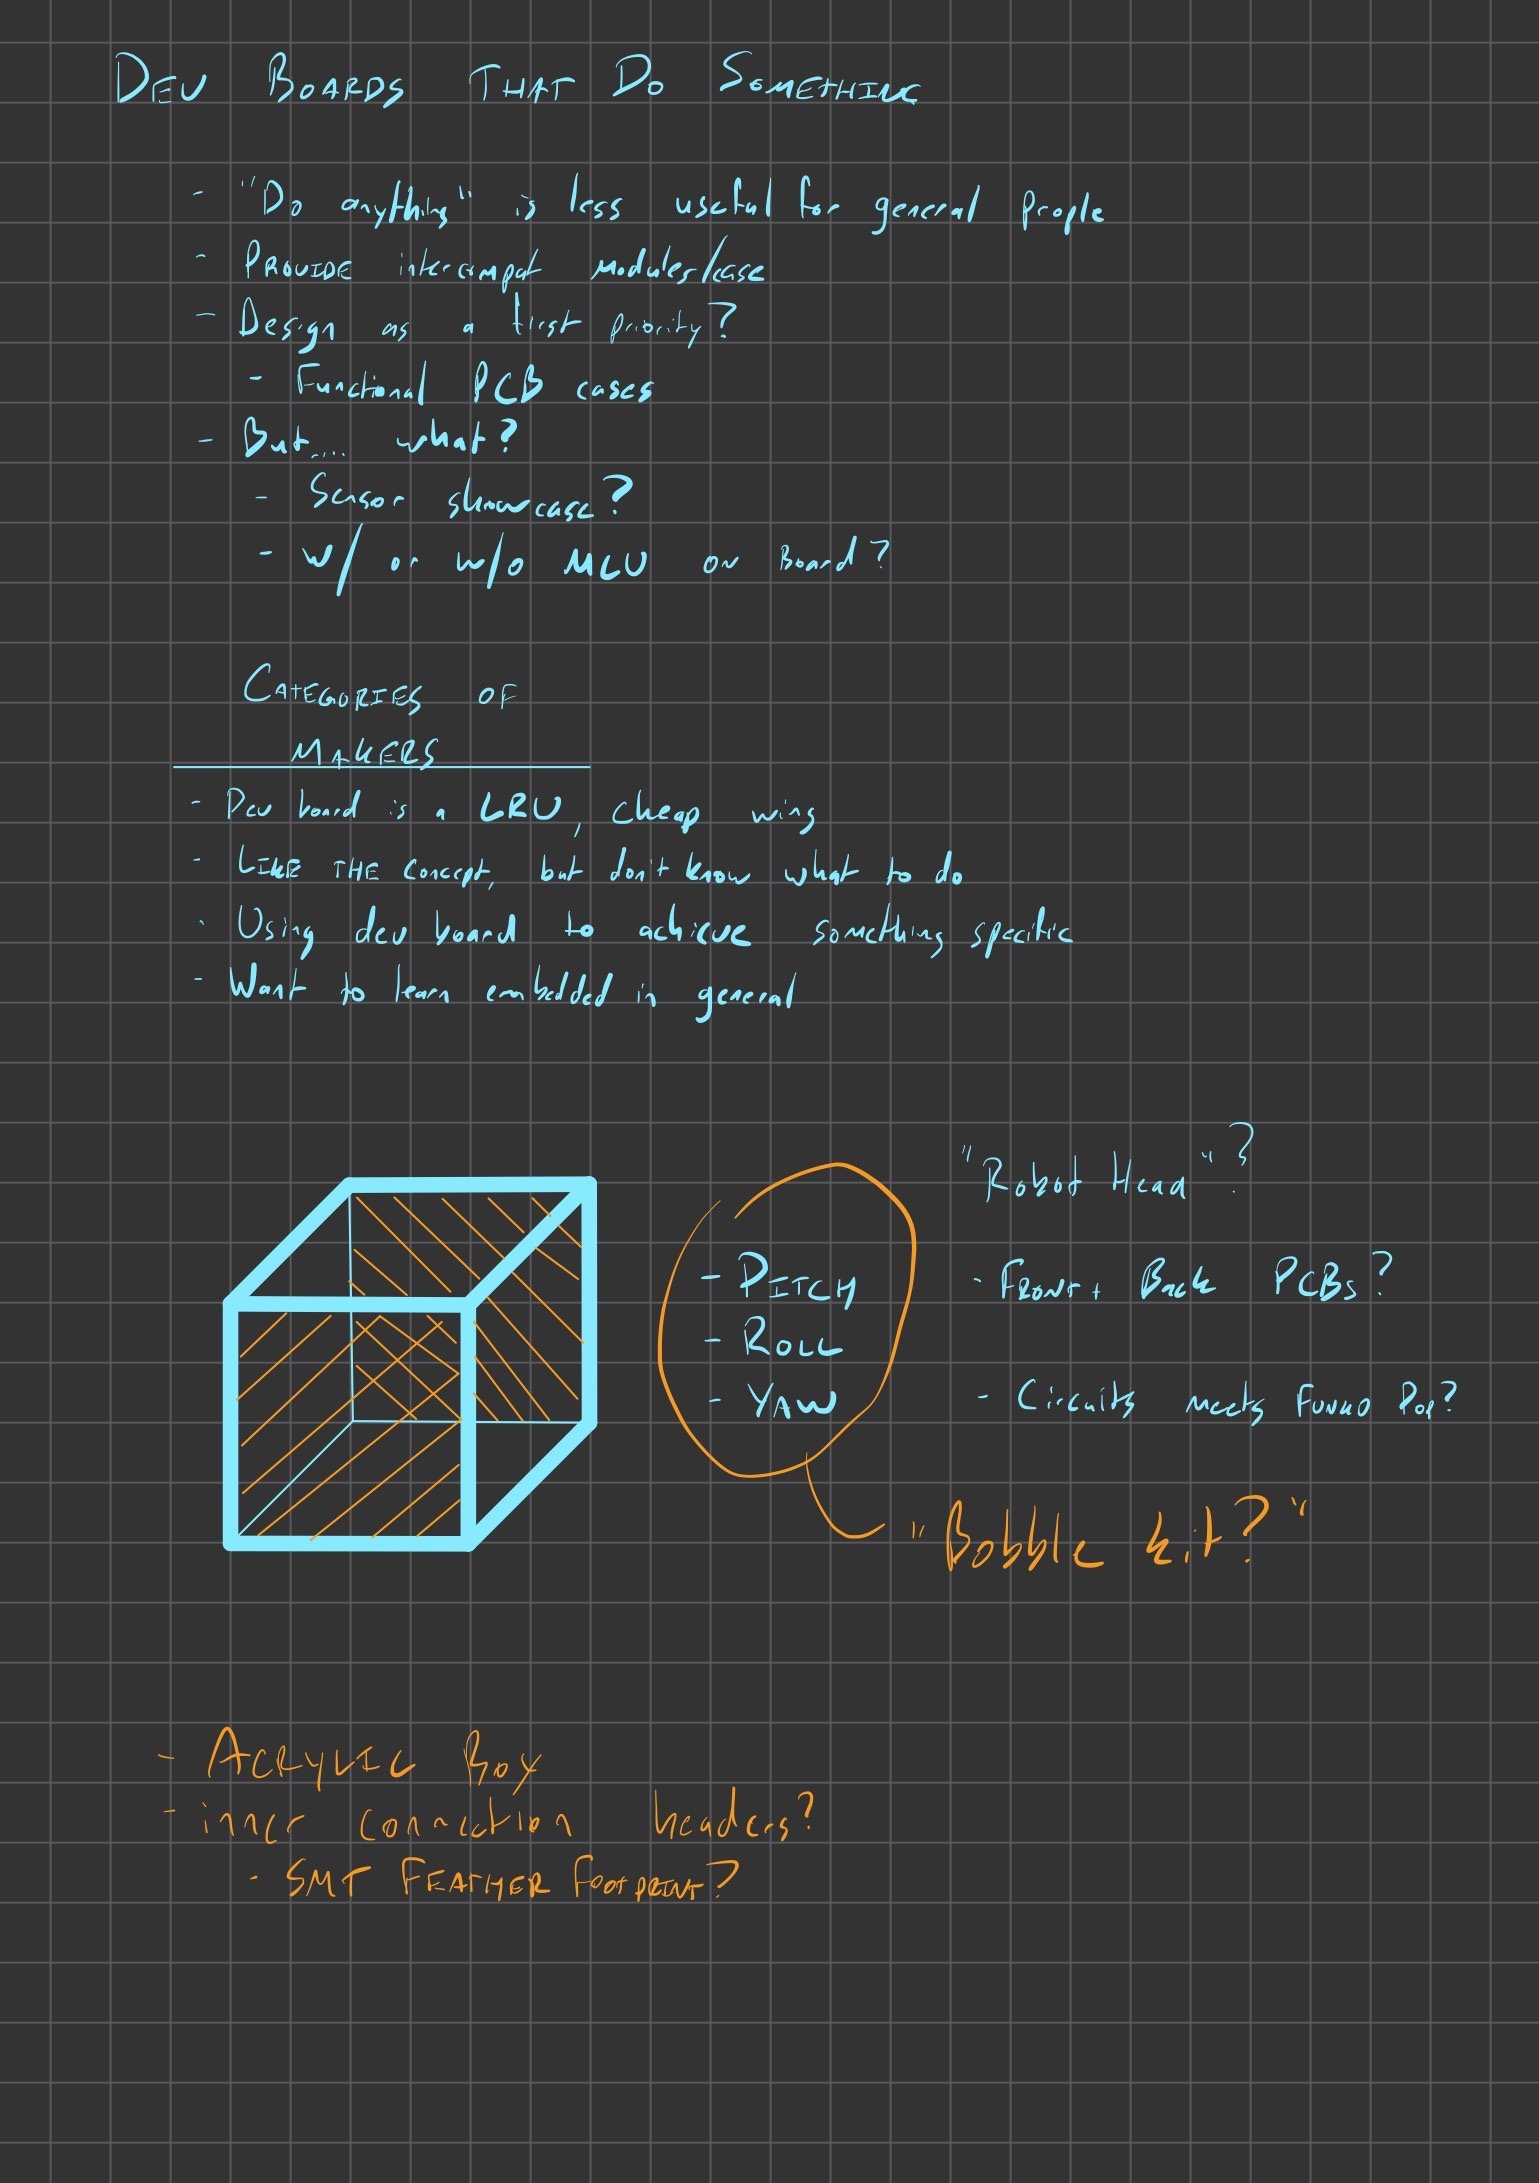 DEV BOARDS THAT DO SOMETHING
- "Do anything" is less useful for general people
- PROVIDE intercompat modules/case
- Design as a first priority?
- Functional PCB cases
- But.... what?
- Sensor showcase?
- w/ or w/o MCU on Board?
CATEGORIES OF
MAKERS
- Dev board is a LRU, cheap wins
- LIKE THE concept, but don't know what to do
- Using dev board to achieve something specific
- Want to learn embedded in general
"Robot Head"?
- PITCH
- ROLL
- YAW
- FRONT + Back PCBs?
- Circuits meets FUNKO POP?
"Bobble kit?"
- ACRYLIC BOX
- inner connection headers?
- SMT FEATHER FOOTPRINT?